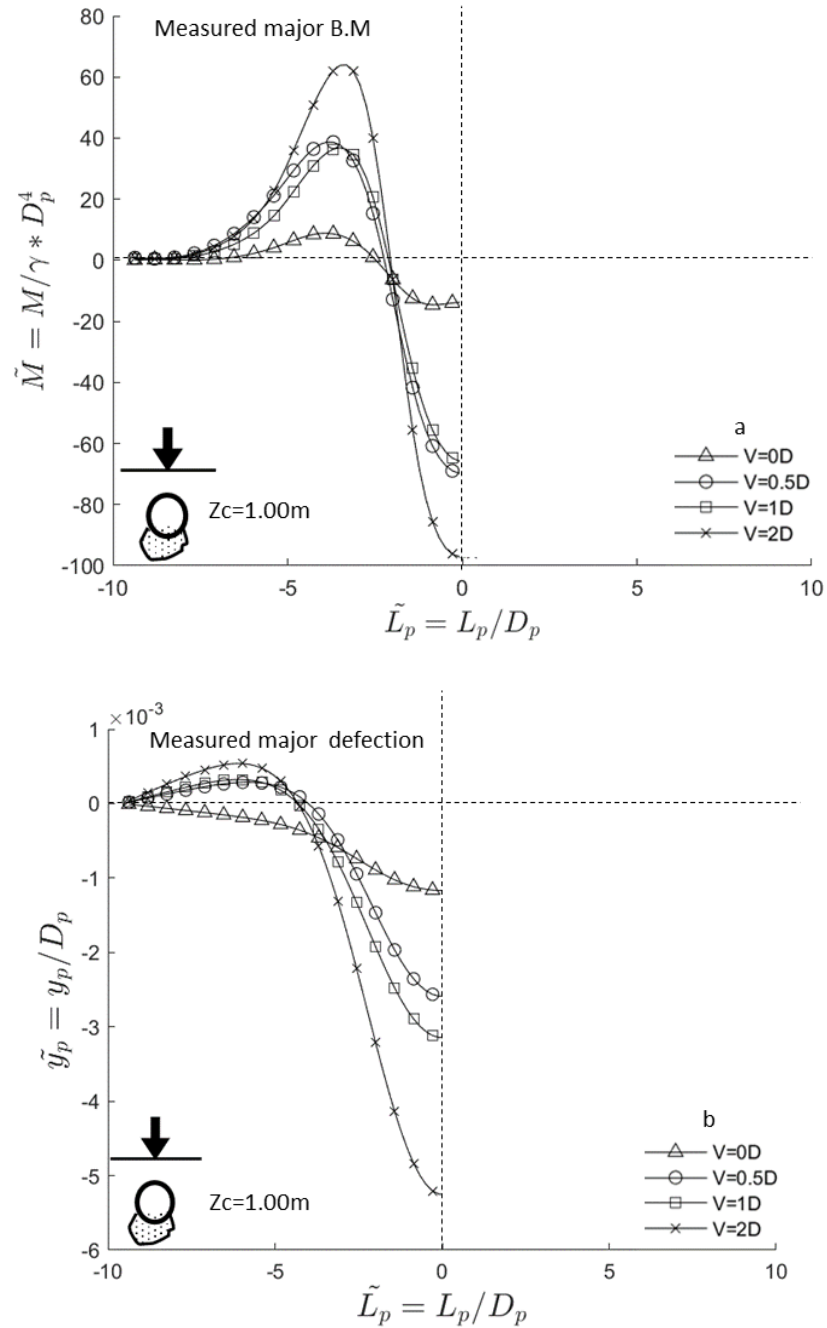 Measured major B.M
80
60
40
20
0
-20
-40
-60
-80
-100
M̃ = M/γ * D_p^4
Zc=1.00m
a
V=0D
V=0.5D
V=1D
V=2D
-10
-5
0
5
10
L̃_p = L_p/D_p
×10^-3
Measured major defection
1
0
-1
-2
-3
-4
-5
-6
ỹ_p = y_p/D_p
Zc=1.00m
b
V=0D
V=0.5D
V=1D
V=2D
-10
-5
0
5
10
L̃_p = L_p/D_p